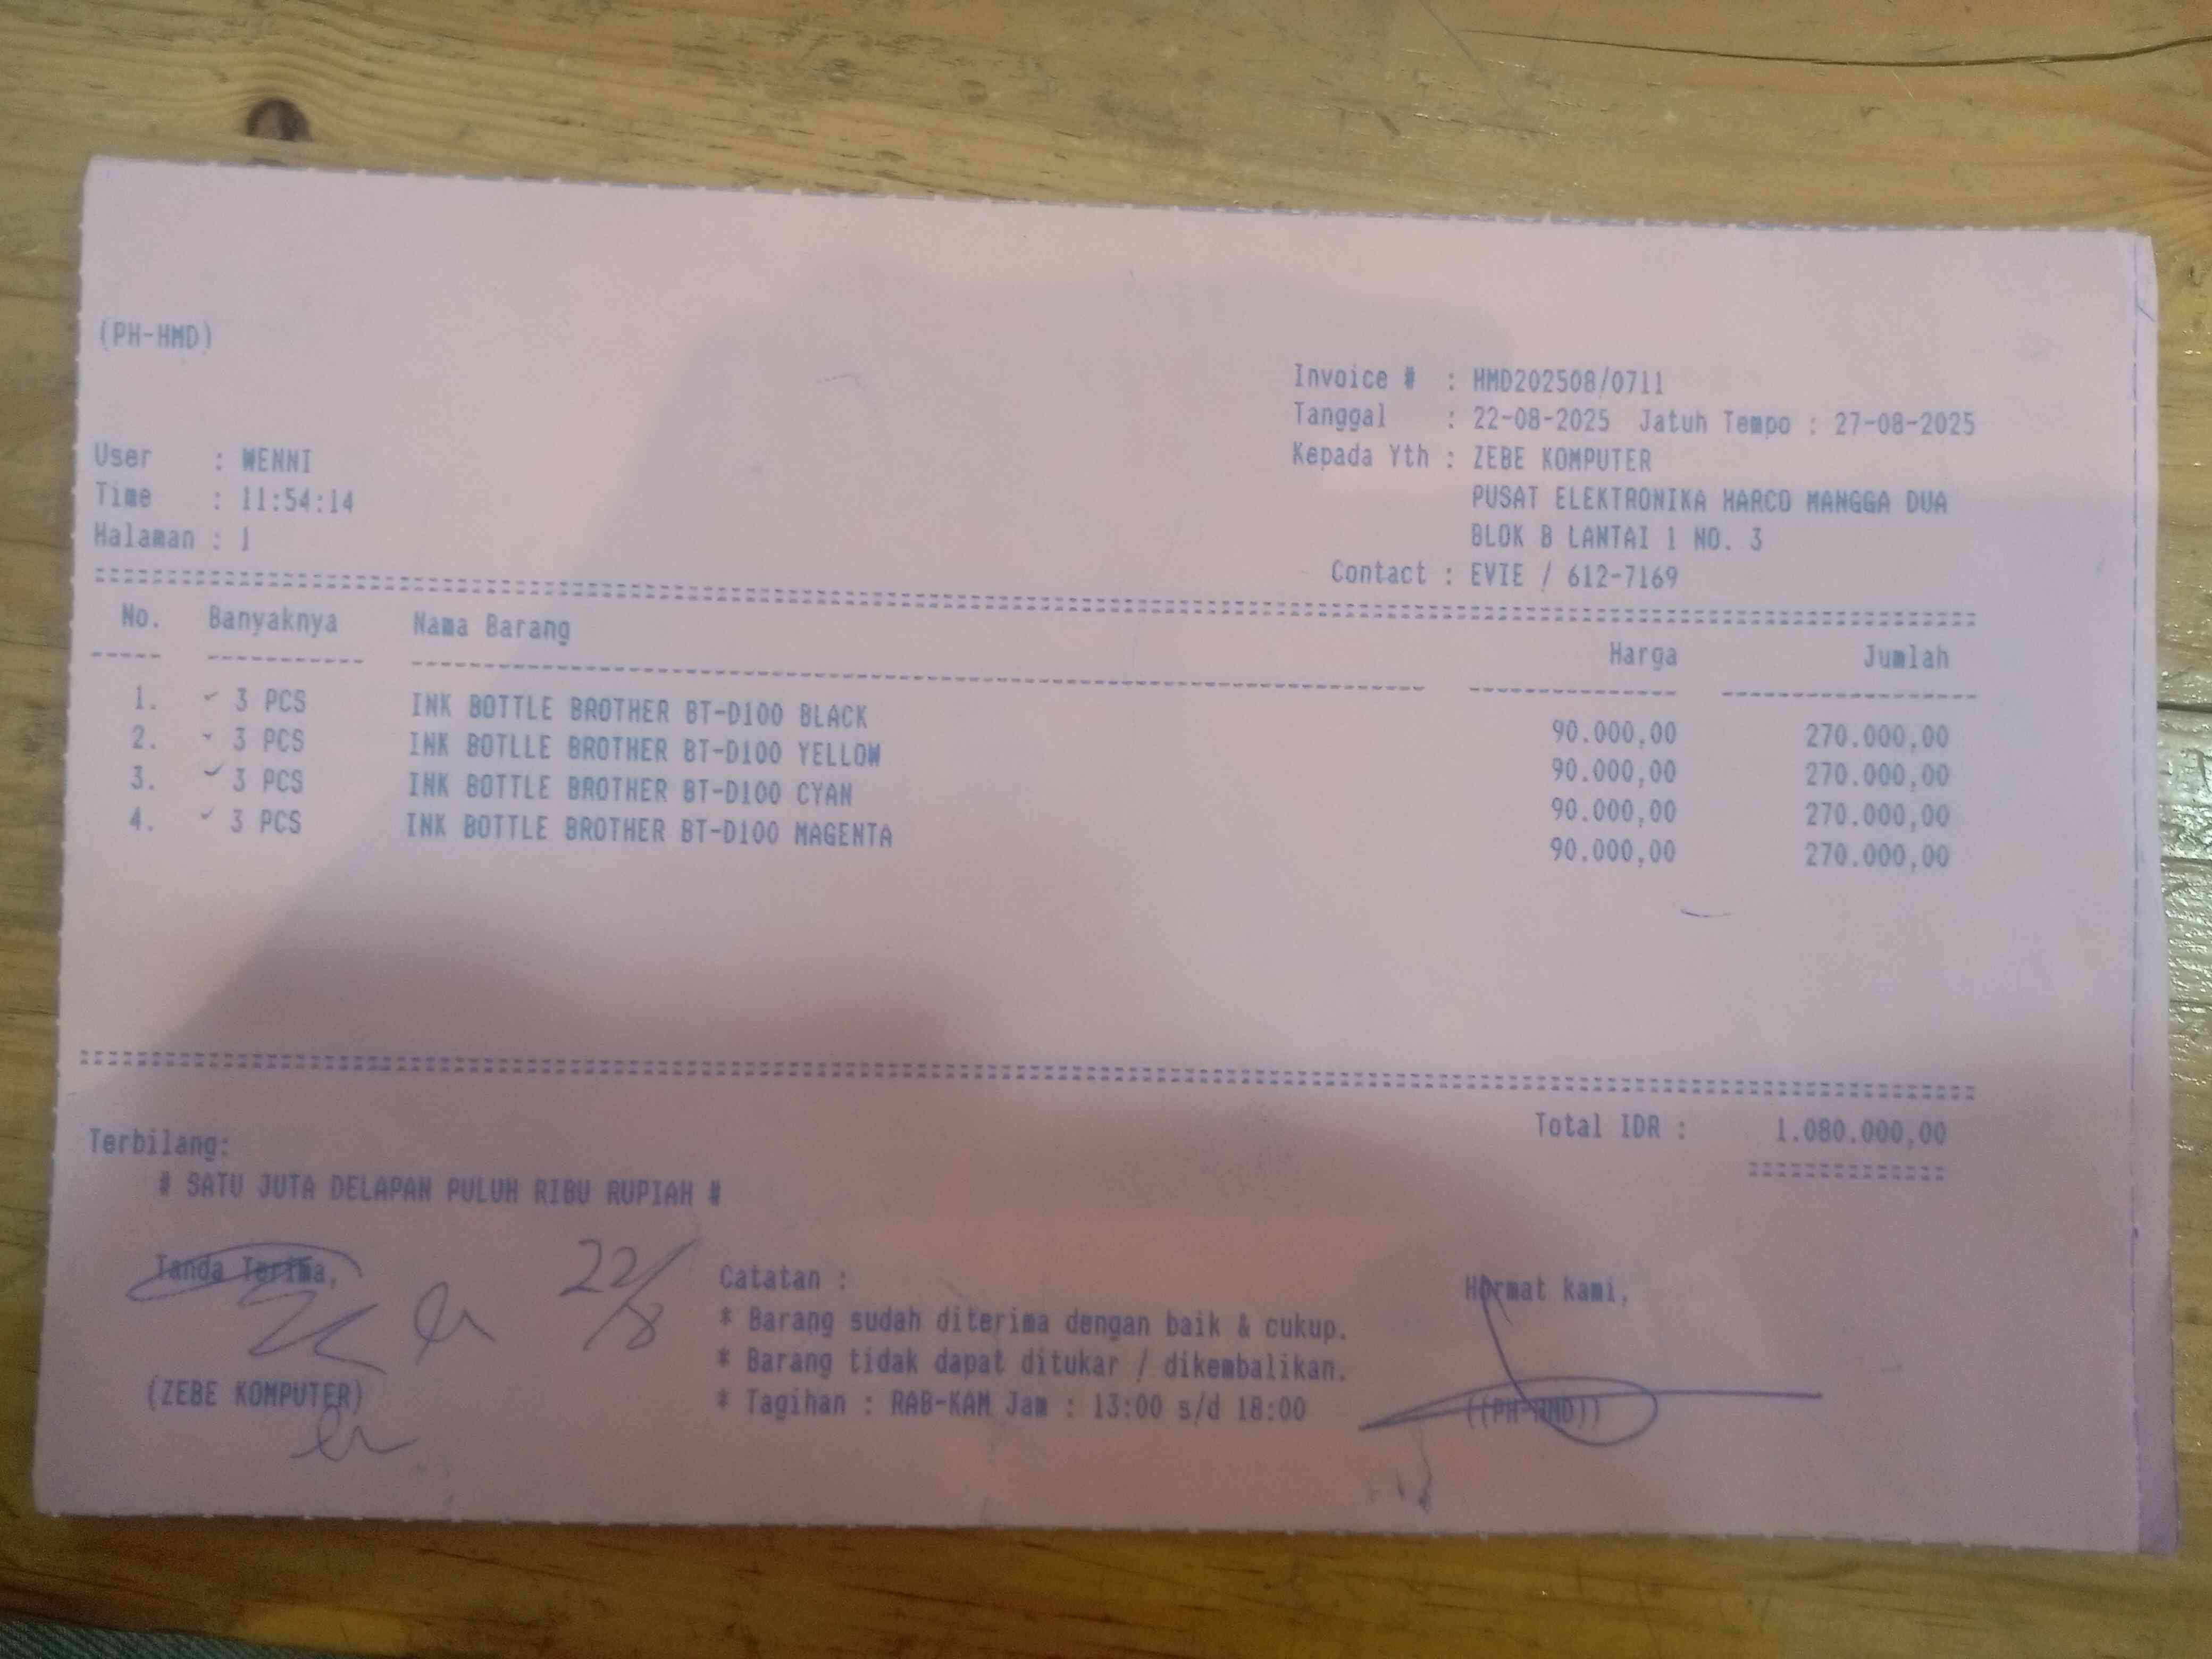 (PH-HMD)
Invoice # : HMD202508/0711
Tanggal : 22-08-2025 Jatuh Tempo : 27-08-2025
User : WENNI
Kepada Yth : ZEBE KOMPUTER
Time : 11:54:14
PUSAT ELEKTRONIKA HARCO MANGGA DUA
Halaman : 1
BLOK B LANTAI 1 NO. 3
Contact : EVIE / 612-7169
No. Banyaknya Nama Barang Harga Jumlah
1. 3 PCS INK BOTTLE BROTHER BT-D100 BLACK 90.000,00 270.000,00
2. 3 PCS INK BOTLLE BROTHER BT-D100 YELLOW 90.000,00 270.000,00
3. 3 PCS INK BOTTLE BROTHER BT-D100 CYAN 90.000,00 270.000,00
4. 3 PCS INK BOTTLE BROTHER BT-D100 MAGENTA 90.000,00 270.000,00
Total IDR : 1.080.000,00
Terbilang:
# SATU JUTA DELAPAN PULUH RIBU RUPIAH #
Tanda Terima,
22/8
(ZEBE KOMPUTER)
Catatan :
* Barang sudah diterima dengan baik & cukup.
* Barang tidak dapat ditukar / dikembalikan.
* Tagihan : RAB-KAM Jam : 13:00 s/d 18:00
Hormat kami,
((PH-HMD))